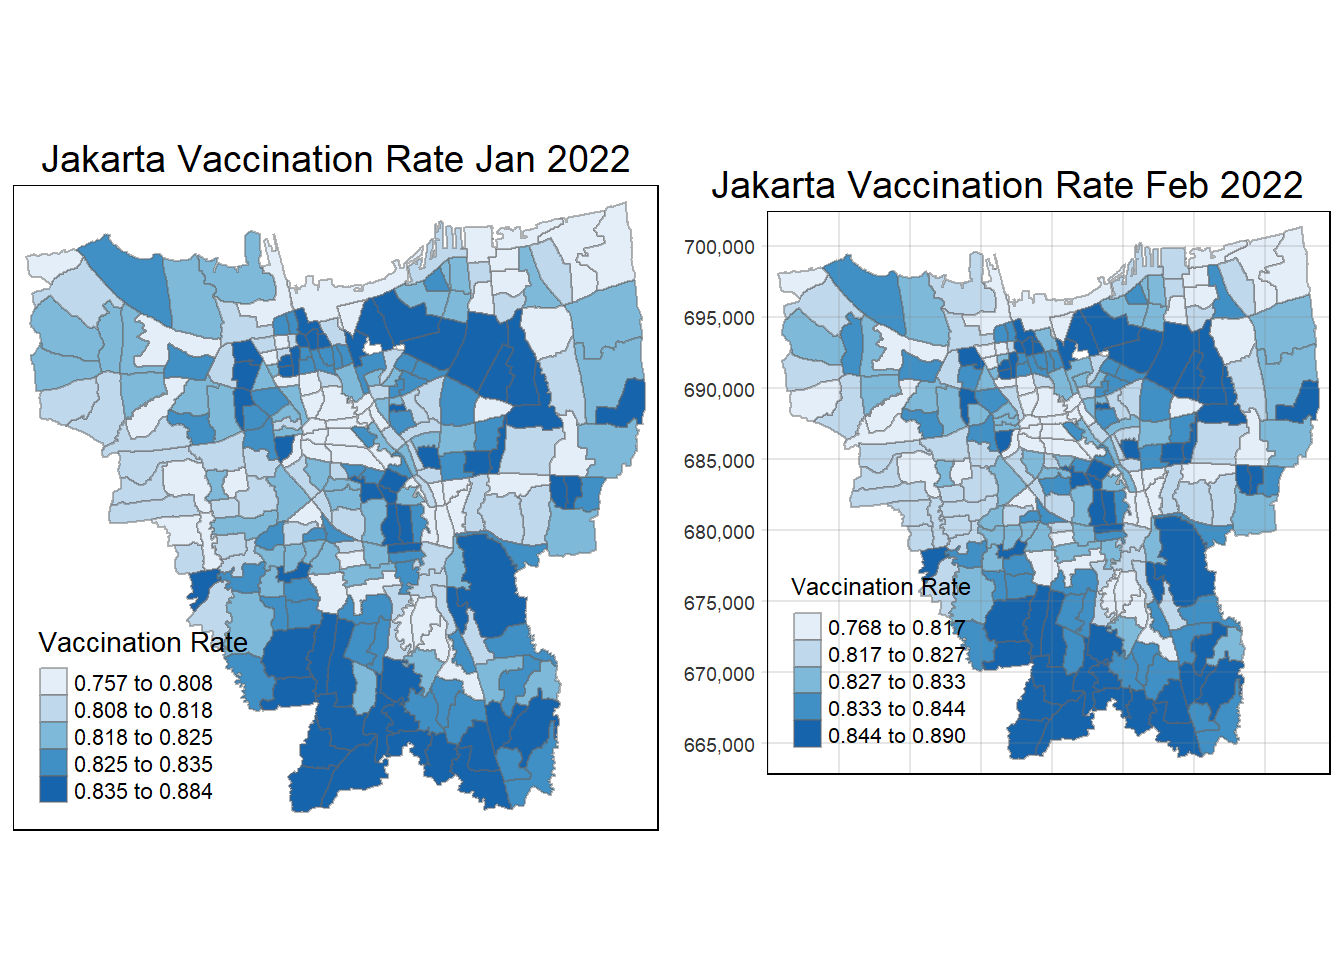 Jakarta Vaccination Rate Jan 2022
Vaccination Rate
0.757 to 0.808
0.808 to 0.818
0.818 to 0.825
0.825 to 0.835
0.835 to 0.884
Jakarta Vaccination Rate Feb 2022
700,000
695,000
690,000
685,000
680,000
675,000
670,000
665,000
Vaccination Rate
0.768 to 0.817
0.817 to 0.827
0.827 to 0.833
0.833 to 0.844
0.844 to 0.890